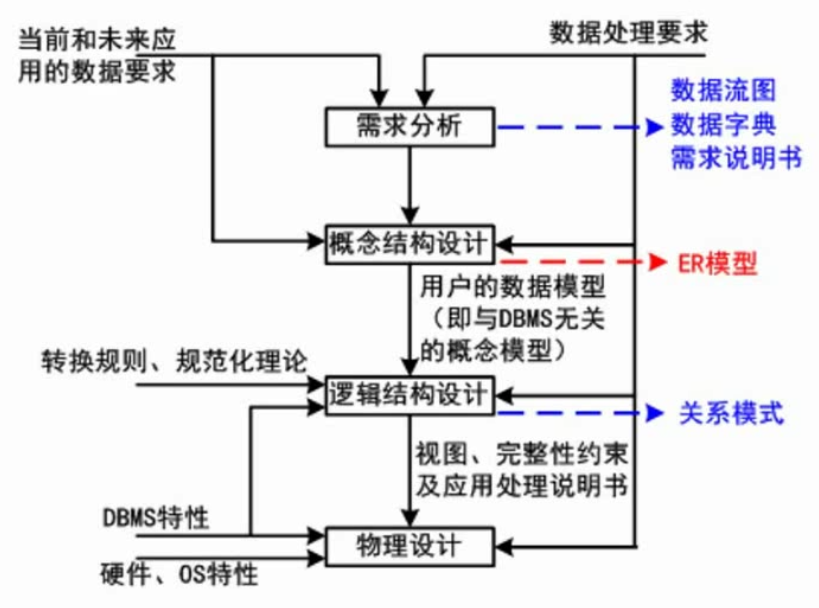 当前和未来应
用的数据要求
数据处理要求
数据流图
数据字典
需求说明书
需求分析
概念结构设计
ER模型
用户的数据模型
（即与DBMS无关
的概念模型）
转换规则、规范化理论
逻辑结构设计
关系模式
视图、完整性约束
及应用处理说明书
DBMS特性
物理设计
硬件、OS特性